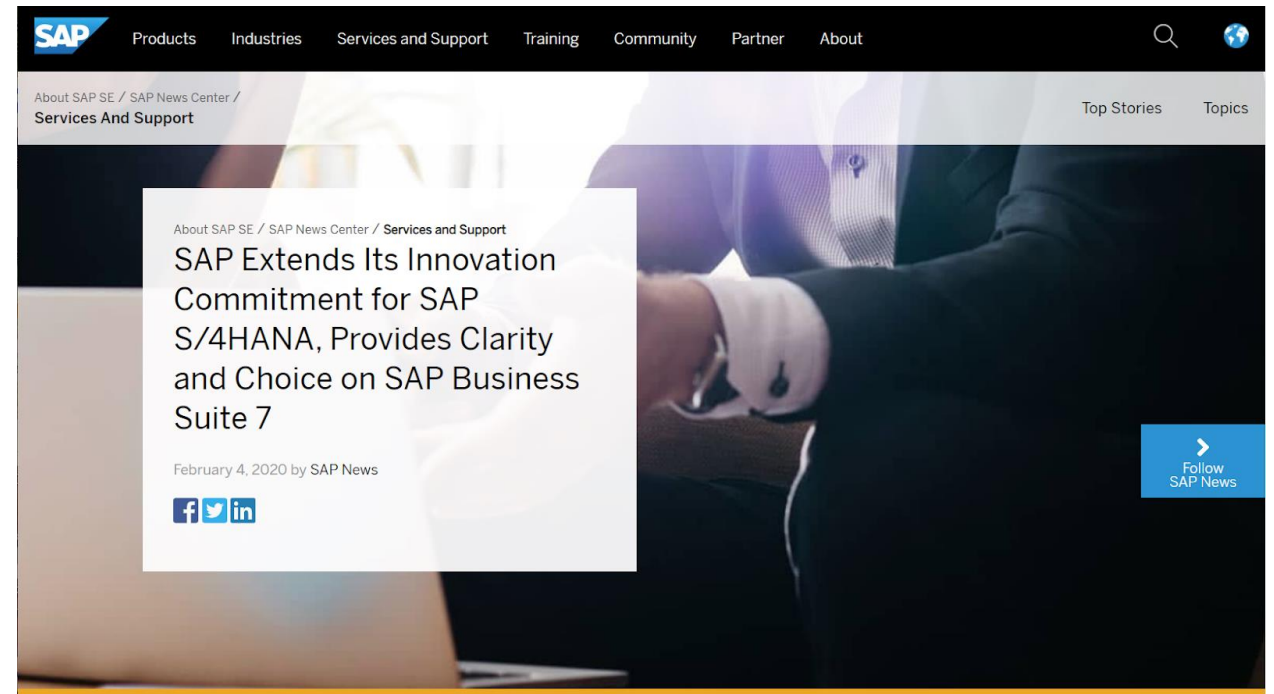 SAP Products Industries Services and Support Training Community Partner About
About SAP SE / SAP News Center /
Services And Support
Top Stories Topics
About SAP SE / SAP News Center / Services and Support
SAP Extends Its Innovation
Commitment for SAP
S/4HANA, Provides Clarity
and Choice on SAP Business
Suite 7
February 4, 2020 by SAP News
f in
Follow
SAP News